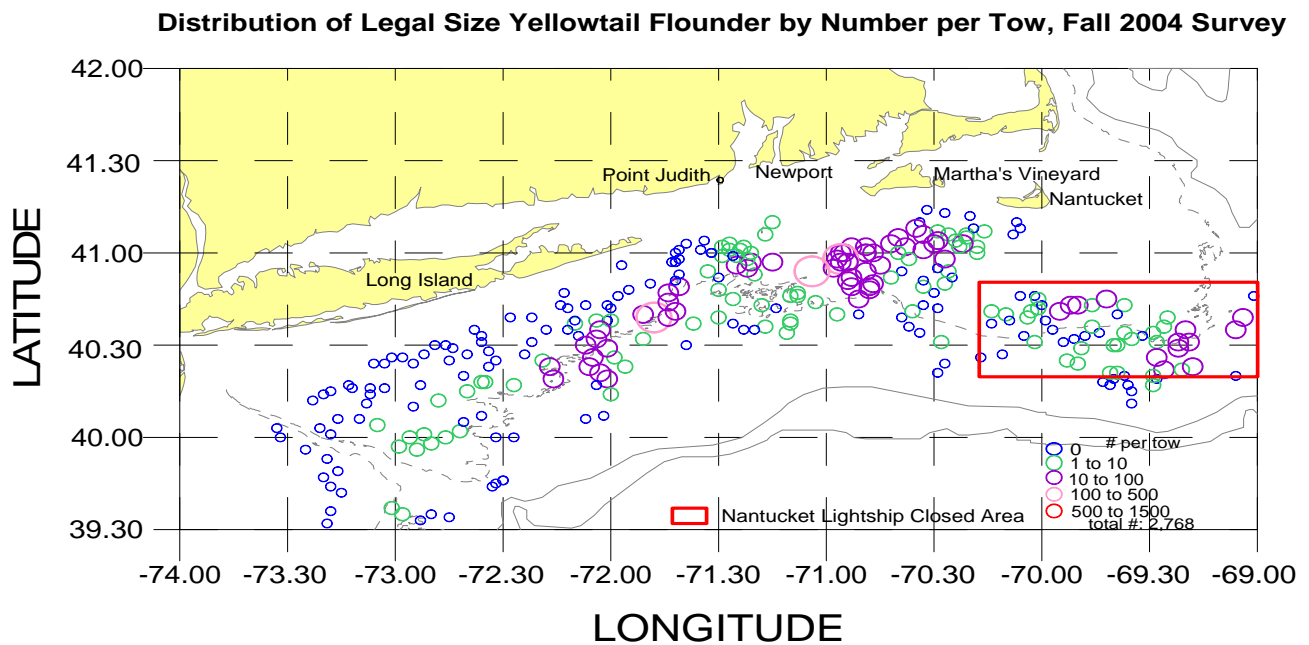 Distribution of Legal Size Yellowtail Flounder by Number per Tow, Fall 2004 Survey
42.00
41.30
41.00
40.30
40.00
39.30
LATITUDE
Point Judith
Newport
Martha's Vineyard
Nantucket
Long Island
# per tow
0
1 to 10
10 to 100
100 to 500
500 to 1500
total #: 2,768
Nantucket Lightship Closed Area
-74.00 -73.30 -73.00 -72.30 -72.00 -71.30 -71.00 -70.30 -70.00 -69.30 -69.00
LONGITUDE